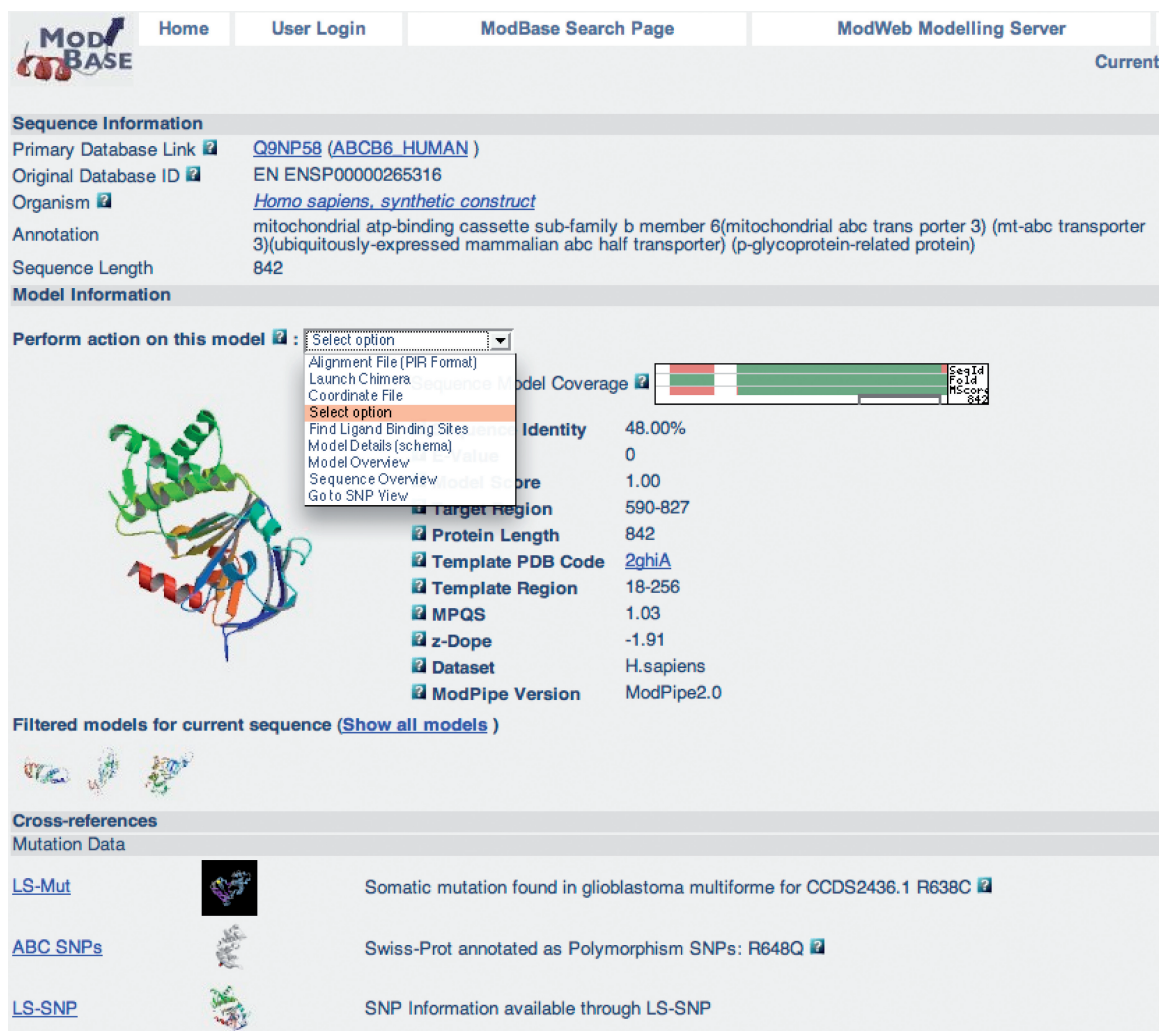 MODBASE
Home User Login ModBase Search Page ModWeb Modelling Server
Current
Sequence Information
Primary Database Link ? Q9NP58 (ABCB6_HUMAN )
Original Database ID ? EN ENSP00000265316
Organism ? Homo sapiens, synthetic construct
Annotation mitochondrial atp-binding cassette sub-family b member 6(mitochondrial abc trans porter 3) (mt-abc transporter
3)(ubiquitously-expressed mammalian abc half transporter) (p-glycoprotein-related protein)
Sequence Length 842
Model Information
Perform action on this model ? : Select option
Alignment File (PIR Format)
Launch Chimera
Coordinate File
Select option
Find Ligand Binding Sites
Model Details (schema)
Model Overview
Sequence Overview
Go to SNP View
Sequence Model Coverage ? SeqId
Fold
MScore
842
Identity 48.00%
E-Value 0
Model Score 1.00
? Target Region 590-827
? Protein Length 842
? Template PDB Code 2ghiA
? Template Region 18-256
? MPQS 1.03
? z-Dope -1.91
? Dataset H.sapiens
? ModPipe Version ModPipe2.0
Filtered models for current sequence (Show all models )
Cross-references
Mutation Data
LS-Mut Somatic mutation found in glioblastoma multiforme for CCDS2436.1 R638C ?
ABC SNPs Swiss-Prot annotated as Polymorphism SNPs: R648Q ?
LS-SNP SNP Information available through LS-SNP